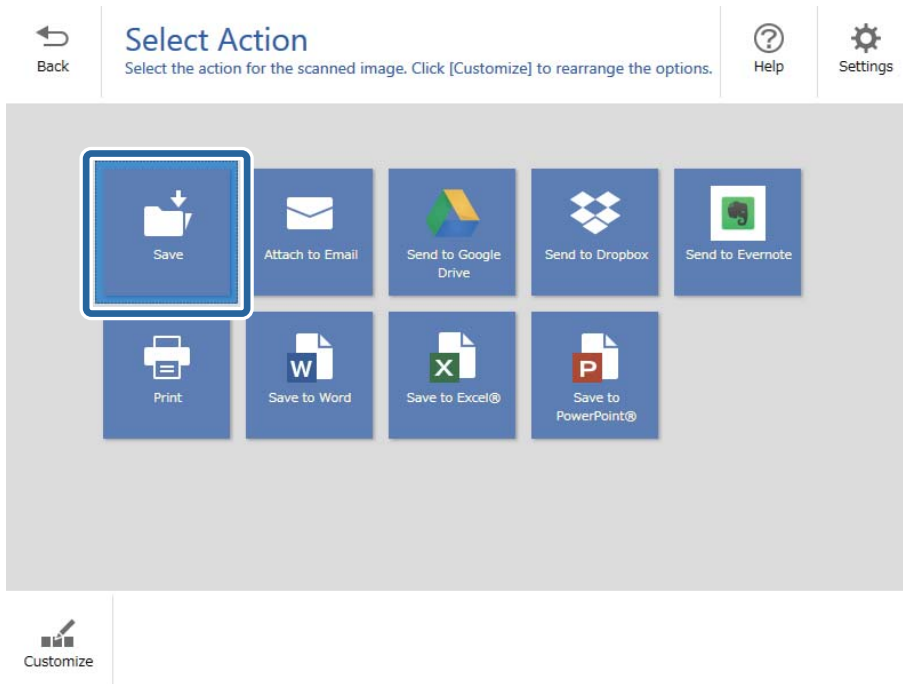 Back
Select Action
Select the action for the scanned image. Click [Customize] to rearrange the options.
Help
Settings
Save
Attach to Email
Send to Google
Drive
Send to Dropbox
Send to Evernote
Print
W
Save to Word
X
Save to Excel®
P
Save to
PowerPoint®
Customize